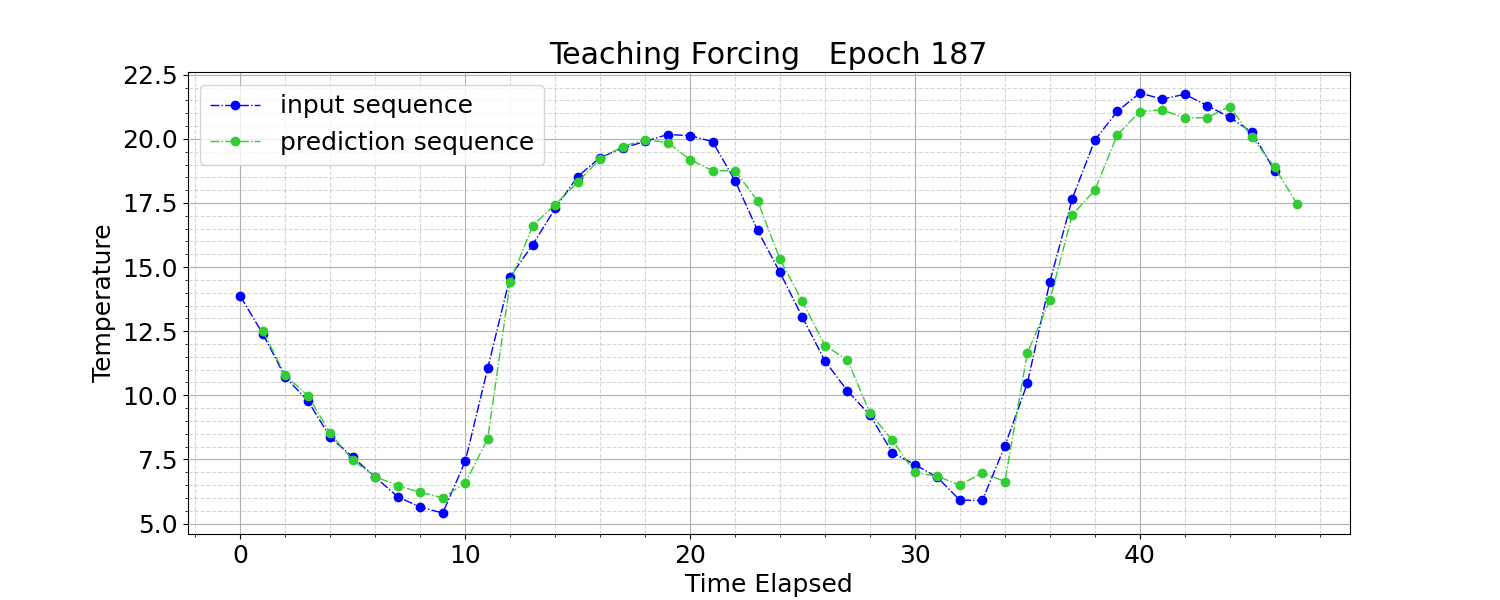 Teaching Forcing   Epoch 187
22.5
20.0
17.5
15.0
12.5
10.0
7.5
5.0
Temperature
input sequence
prediction sequence
0
10
20
30
40
Time Elapsed